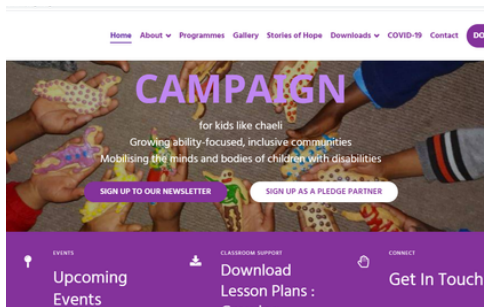 Home About Programmes Gallery Stories of Hope Downloads COVID-19 Contact
CAMPAIGN
for kids like chaeli
Growing ability-focused, inclusive communities
Mobilising the minds and bodies of children with disabilities
SIGN UP TO OUR NEWSLETTER SIGN UP AS A PLEDGE PARTNER
EVENTS
Upcoming
Events
CLASSROOM SUPPORT
Download
Lesson Plans :
CONNECT
Get In Touch